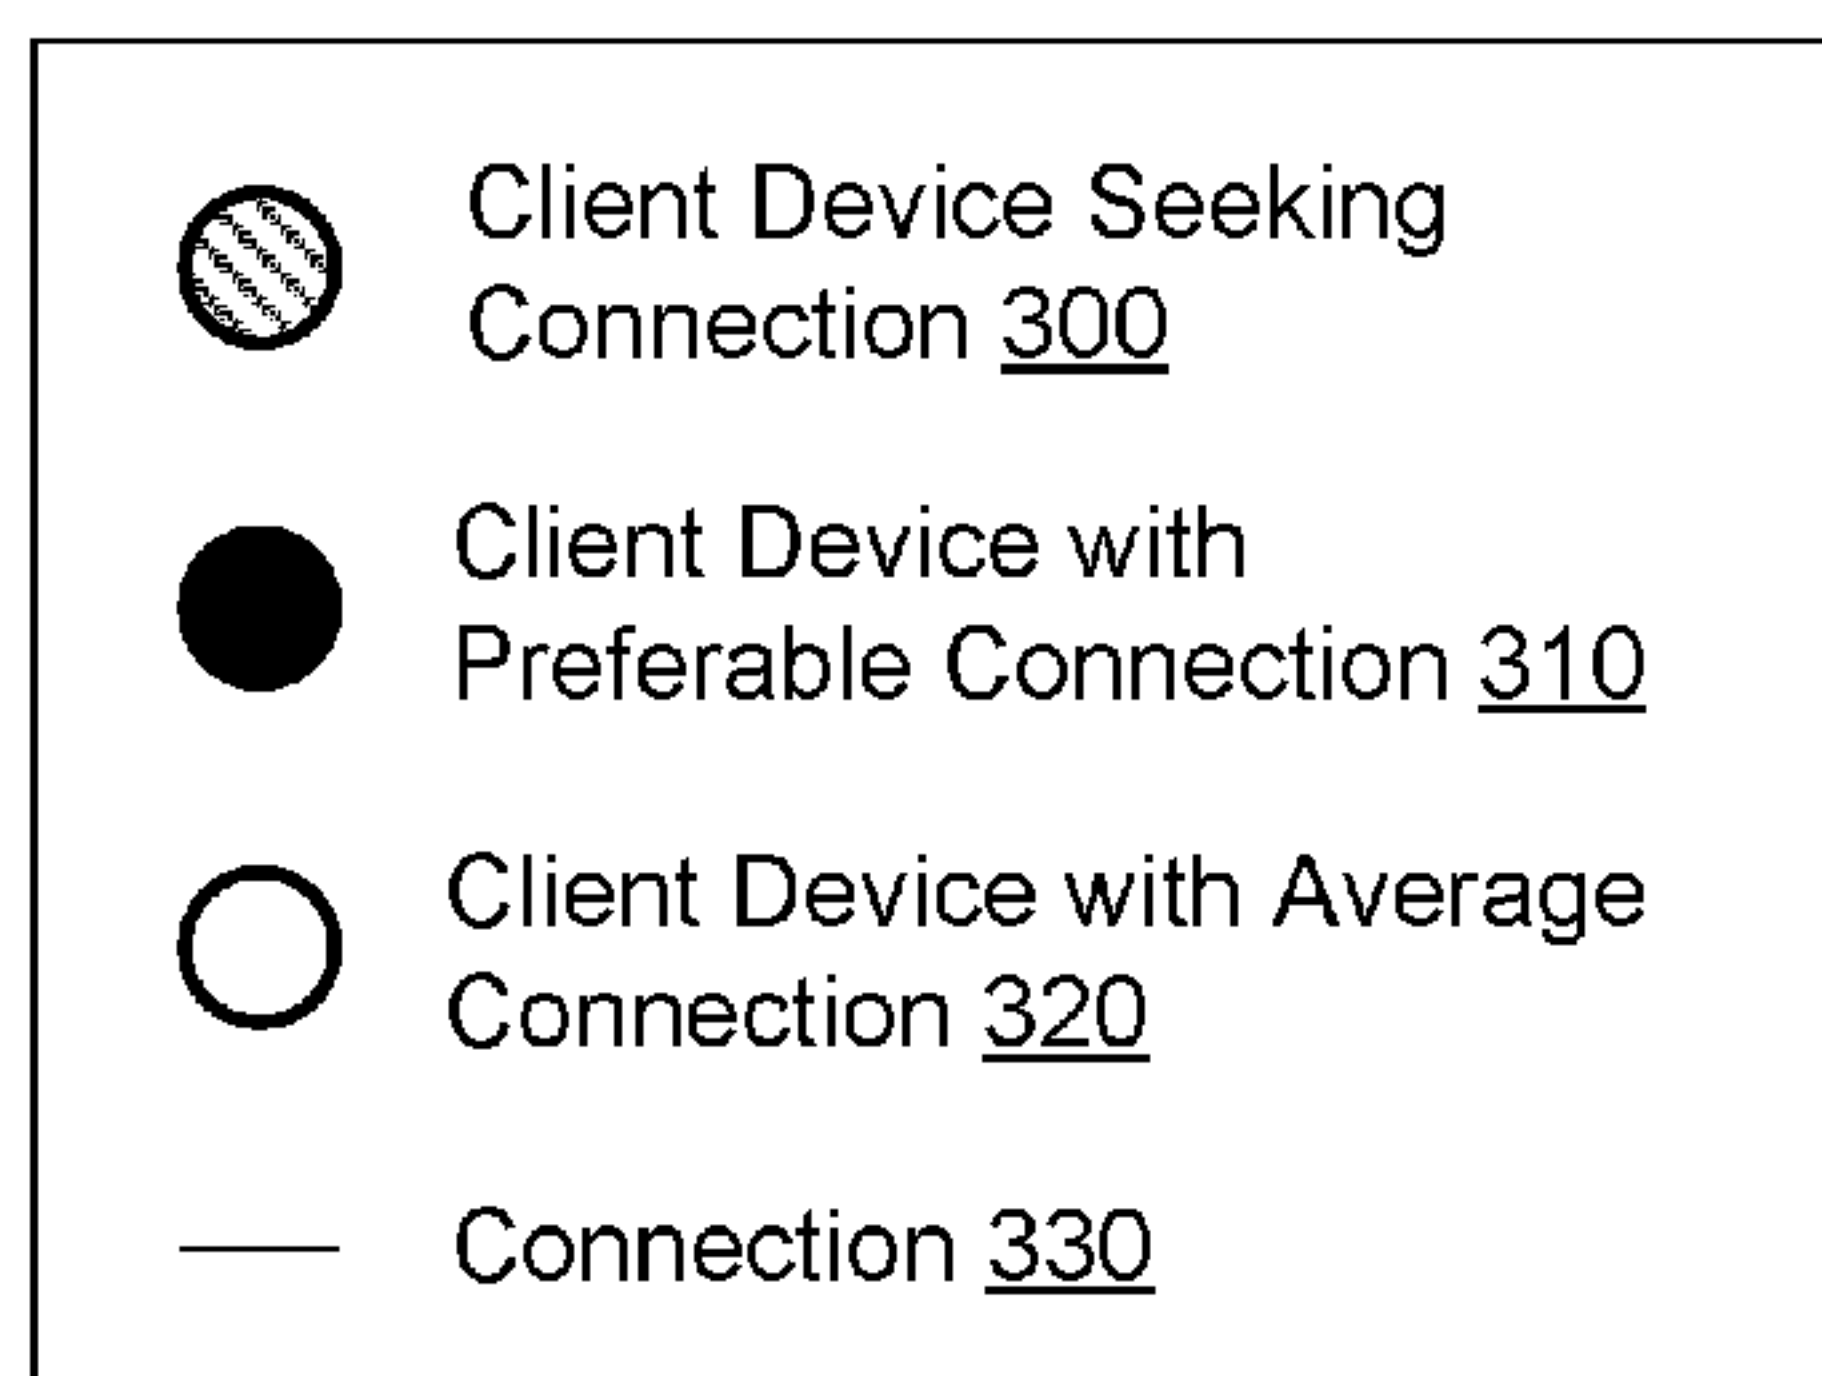 Client Device Seeking
Connection 300
Client Device with
Preferable Connection 310
Client Device with Average
Connection 320
Connection 330